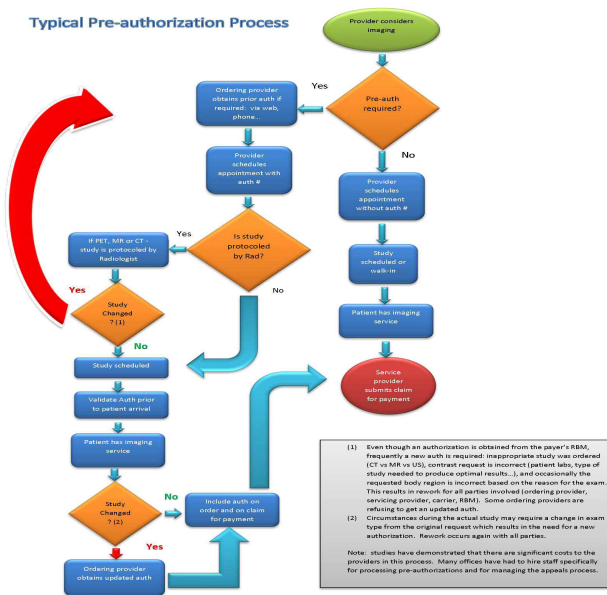 Typical Pre-authorization Process
Provider considers
imaging
Yes
Ordering provider
obtains prior auth if
required: via web,
phone...
Pre-auth
required?
No
Provider
schedules
appointment with
auth #
Provider
schedules
appointment
without auth #
Yes
Is study
protocoled
by Rad?
If PET, MR or CT -
study is protocoled by
Radiologist
Study
scheduled or
walk-in
No
Yes
Study
Changed
? (1)
Patient has imaging
service
No
Study scheduled
Service
provider
submits claim
for payment
Validate Auth prior
to patient arrival
Patient has imaging
service
Study
Changed
? (2)
No
Include auth on
order and on claim
for payment
Yes
Ordering provider
obtains updated auth
(1) Even though an authorization is obtained from the payer's RBM,
frequently a new auth is required: inappropriate study was ordered
(CT vs MR vs US), contrast request is incorrect (patient labs, type
of study needed to produce optimal results...), and occasionally the
requested body region is incorrect based on the reason for the exam.
This results in rework for all parties involved (ordering provider,
servicing provider, carrier, RBM). Some ordering providers are
refusing to get an updated auth.
(2) Circumstances during the actual study may require a change in exam
type from the original request which results in the need for a new
authorization. Rework occurs again with all parties.
Note: studies have demonstrated that there are significant costs to the
providers in this process. Many offices have had to hire staff specifically
for processing pre-authorizations and for managing the appeals process.